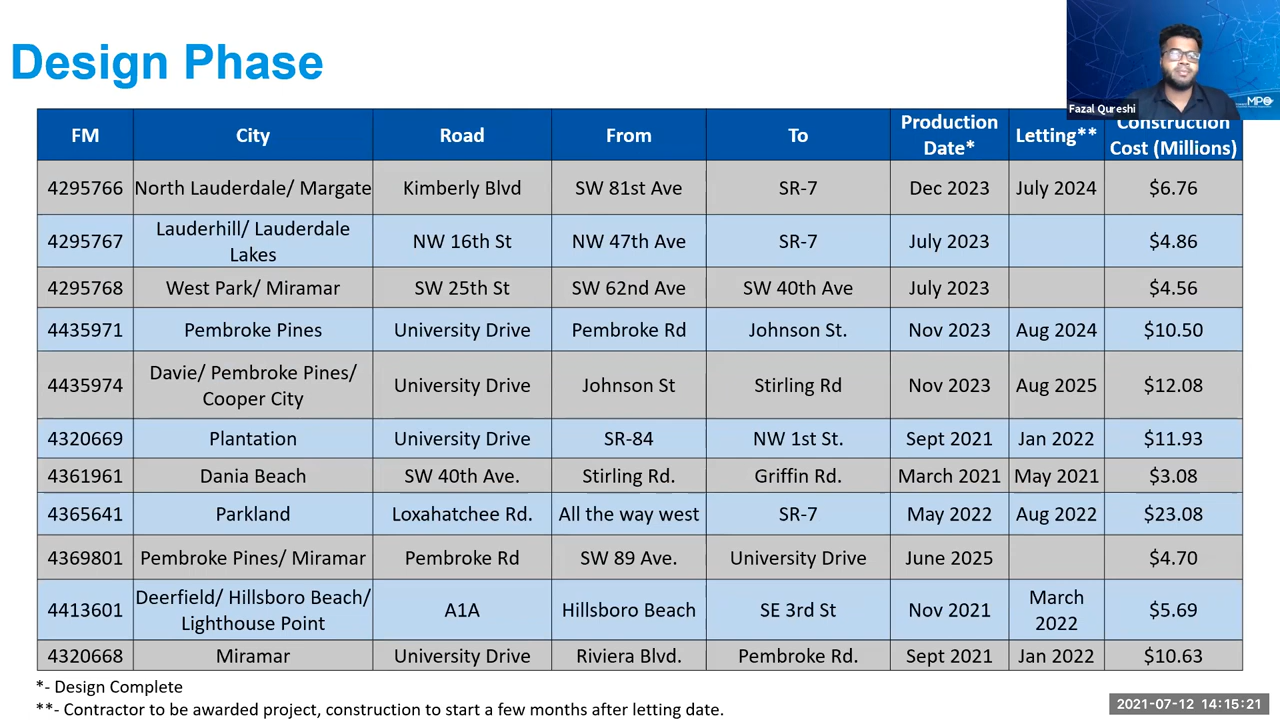 Design Phase
Fazal Qureshi
MPO
FM City Road From To Production Date* Letting** Construction Cost (Millions)
4295766 North Lauderdale/ Margate Kimberly Blvd SW 81st Ave SR-7 Dec 2023 July 2024 $6.76
4295767 Lauderhill/ Lauderdale Lakes NW 16th St NW 47th Ave SR-7 July 2023 $4.86
4295768 West Park/ Miramar SW 25th St SW 62nd Ave SW 40th Ave July 2023 $4.56
4435971 Pembroke Pines University Drive Pembroke Rd Johnson St. Nov 2023 Aug 2024 $10.50
4435974 Davie/ Pembroke Pines/ Cooper City University Drive Johnson St Stirling Rd Nov 2023 Aug 2025 $12.08
4320669 Plantation University Drive SR-84 NW 1st St. Sept 2021 Jan 2022 $11.93
4361961 Dania Beach SW 40th Ave. Stirling Rd. Griffin Rd. March 2021 May 2021 $3.08
4365641 Parkland Loxahatchee Rd. All the way west SR-7 May 2022 Aug 2022 $23.08
4369801 Pembroke Pines/ Miramar Pembroke Rd SW 89 Ave. University Drive June 2025 $4.70
4413601 Deerfield/ Hillsboro Beach/ Lighthouse Point A1A Hillsboro Beach SE 3rd St Nov 2021 March 2022 $5.69
4320668 Miramar University Drive Riviera Blvd. Pembroke Rd. Sept 2021 Jan 2022 $10.63
*- Design Complete
**- Contractor to be awarded project, construction to start a few months after letting date.
2021-07-12 14:15:21